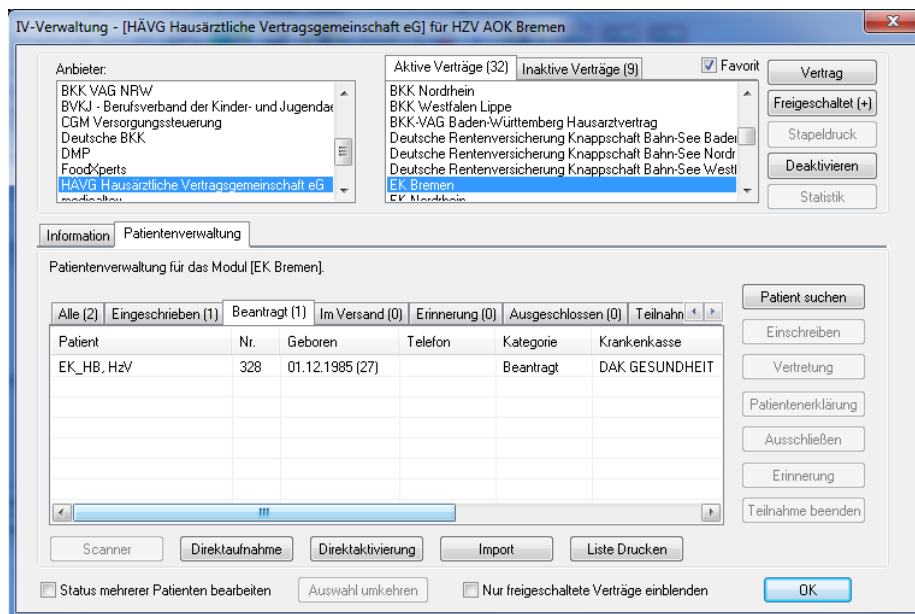 IV-Verwaltung - [HÄVG Hausärztliche Vertragsgemeinschaft eG] für HZV AOK Bremen
Anbieter:
BKK VAG NRW
BVKJ - Berufsverband der Kinder- und Jugendae
CGM Versorgungssteuerung
Deutsche BKK
DMP
FoodXperts
HÄVG Hausärztliche Vertragsgemeinschaft eG
Aktive Verträge (32) Inaktive Verträge (9) Favorit
BKK Nordrhein
BKK Westfalen Lippe
BKK-VAG Baden-Württemberg Hausarztvertrag
Deutsche Rentenversicherung Knappschaft Bahn-See Bader
Deutsche Rentenversicherung Knappschaft Bahn-See Nordr
Deutsche Rentenversicherung Knappschaft Bahn-See Westl
EK Bremen
EK Nordrhein
Vertrag
Freigeschaltet (+)
Stapeldruck
Deaktivieren
Statistik
Information Patientenverwaltung
Patientenverwaltung für das Modul [EK Bremen].
Alle (2) Eingeschrieben (1) Beantragt (1) Im Versand (0) Erinnerung (0) Ausgeschlossen (0) Teilnahn
Patient Nr. Geboren Telefon Kategorie Krankenkasse
EK_HB, HzV 328 01.12.1985 (27) Beantragt DAK GESUNDHEIT
Patient suchen
Einschreiben
Vertretung
Patientenerklärung
Ausschließen
Erinnerung
Teilnahme beenden
Scanner Direktaufnahme Direktaktivierung Import Liste Drucken
Status mehrerer Patienten bearbeiten Auswahl umkehren Nur freigeschaltete Verträge einblenden OK